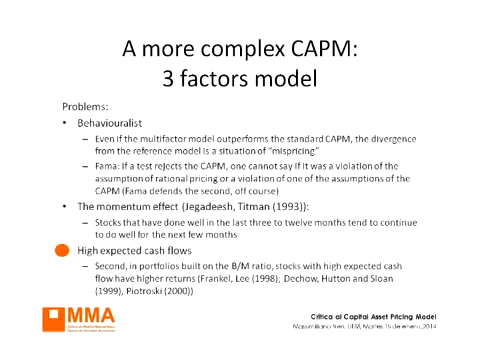 A more complex CAPM:
3 factors model
Problems:
• Behaviouralist
– Even if the multifactor model outperforms the standard CAPM, the divergence
from the reference model is a situation of "mispricing"
– Fama: if a test rejects the CAPM, one cannot say if it was a violation of the
assumption of rational pricing or a violation of one of the assumptions of the
CAPM (Fama defends the second, off course)
• The momentum effect (Jegadeesh, Titman (1993)):
– Stocks that have done well in the last three to twelve months tend to continue
to do well for the next few months
High expected cash flows
– Second, in portfolios built on the B/M ratio, stocks with high expected cash
flow have higher returns (Frankel, Lee (1998); Dechow, Hutton and Sloan
(1999), Piotroski (2000))
MMA
Critica al Capital Asset Pricing Model
Massimiliano Neri, UFM, Martes 16 de enero, 2014